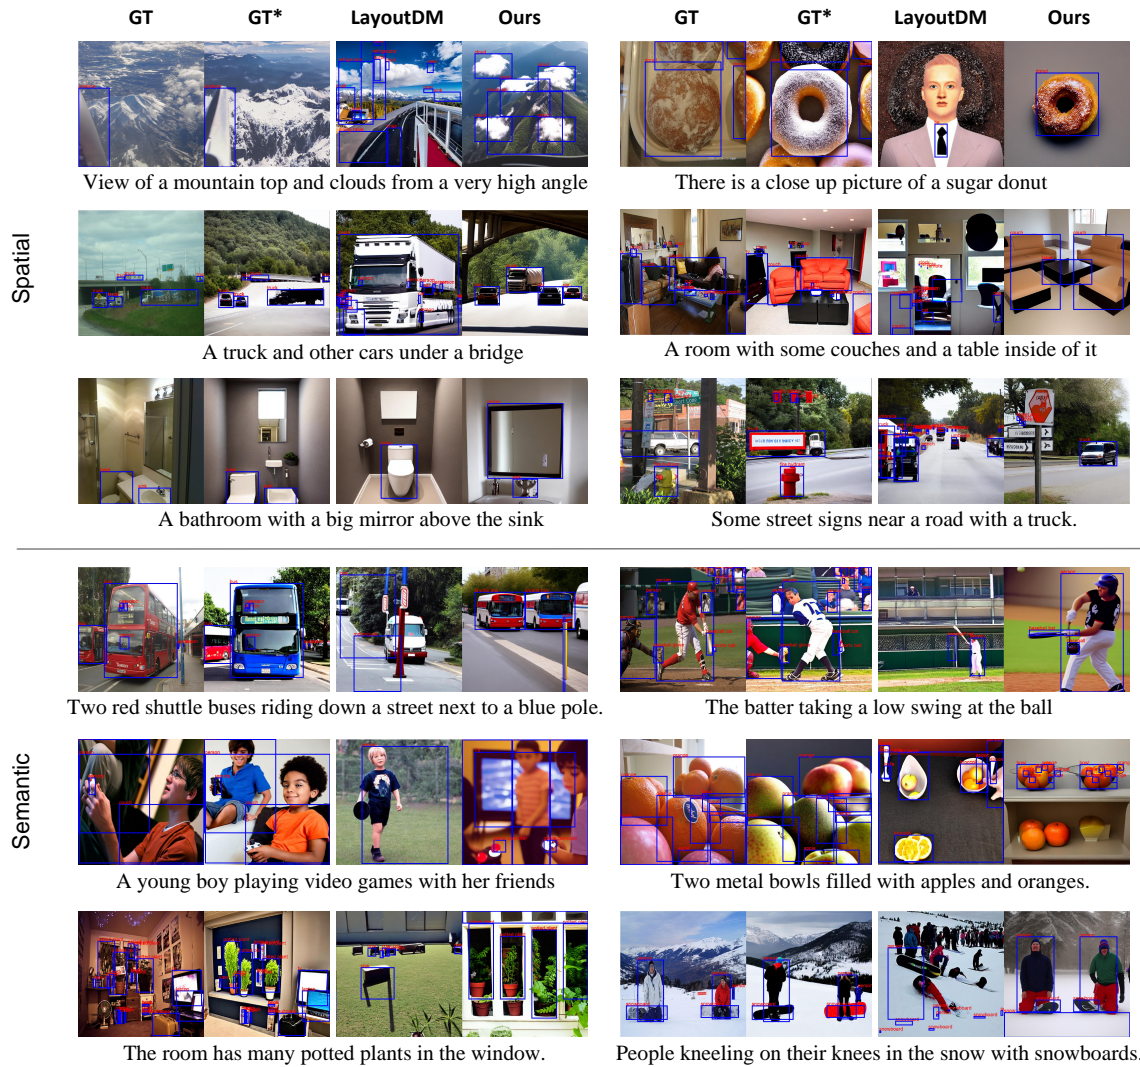 GT GT* LayoutDM Ours GT GT* LayoutDM Ours
View of a mountain top and clouds from a very high angle
There is a close up picture of a sugar donut
Spatial
A truck and other cars under a bridge
A room with some couches and a table inside of it
A bathroom with a big mirror above the sink
Some street signs near a road with a truck.
Two red shuttle buses riding down a street next to a blue pole.
The batter taking a low swing at the ball
Semantic
A young boy playing video games with her friends
Two metal bowls filled with apples and oranges.
The room has many potted plants in the window.
People kneeling on their knees in the snow with snowboards.